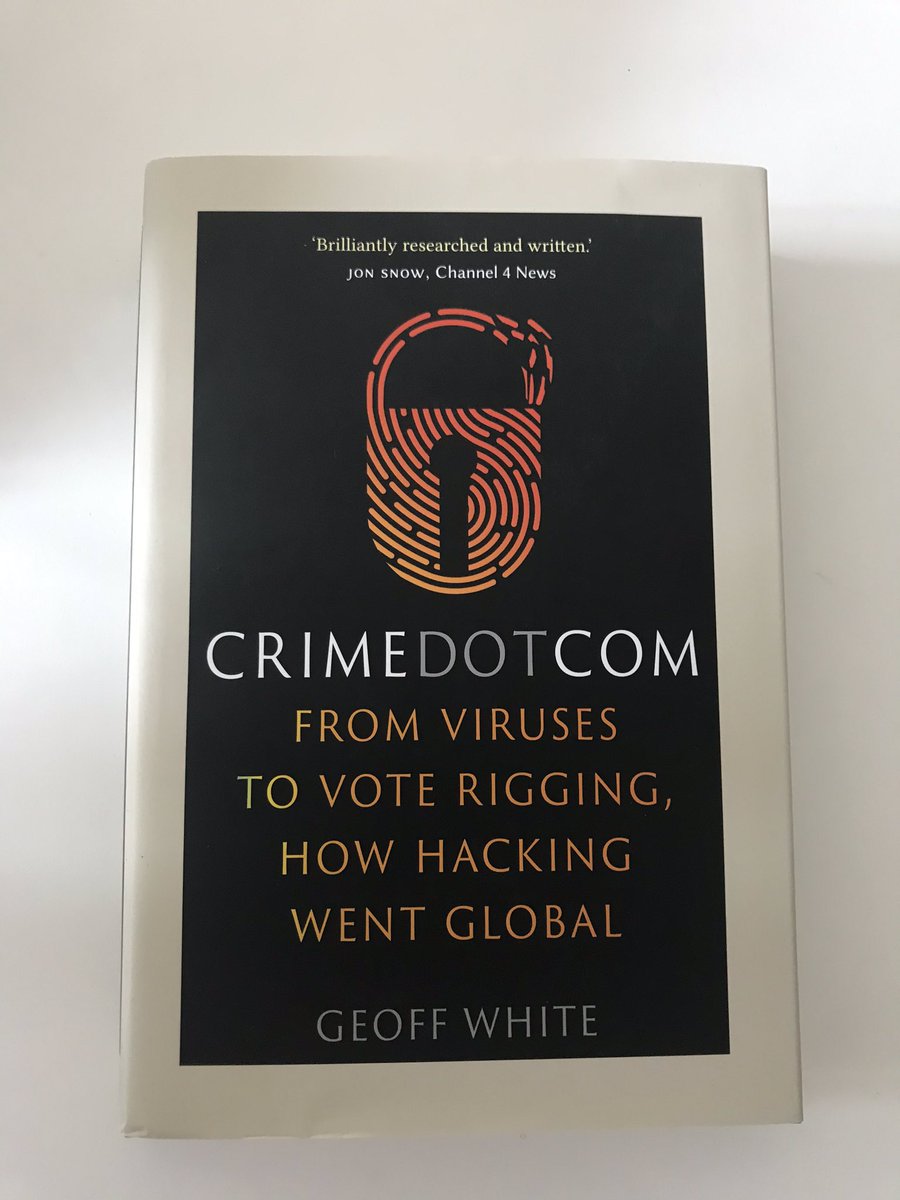 ‘Brilliantly researched and written.’
JON SNOW, Channel 4 News
CRIMEDOTCOM
FROM VIRUSES
TO VOTE RIGGING,
HOW HACKING
WENT GLOBAL
GEOFF WHITE